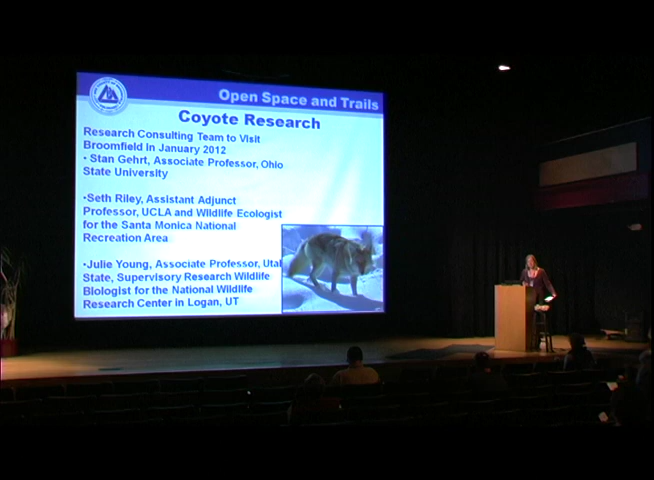 Open Space and Trails
Coyote Research
Research Consulting Team to Visit
Broomfield in January 2012
• Stan Gehrt, Associate Professor, Ohio
State University
•Seth Riley, Assistant Adjunct
Professor, UCLA and Wildlife Ecologist
for the Santa Monica National
Recreation Area
•Julie Young, Associate Professor, Utah
State, Supervisory Research Wildlife
Biologist for the National Wildlife
Research Center in Logan, UT